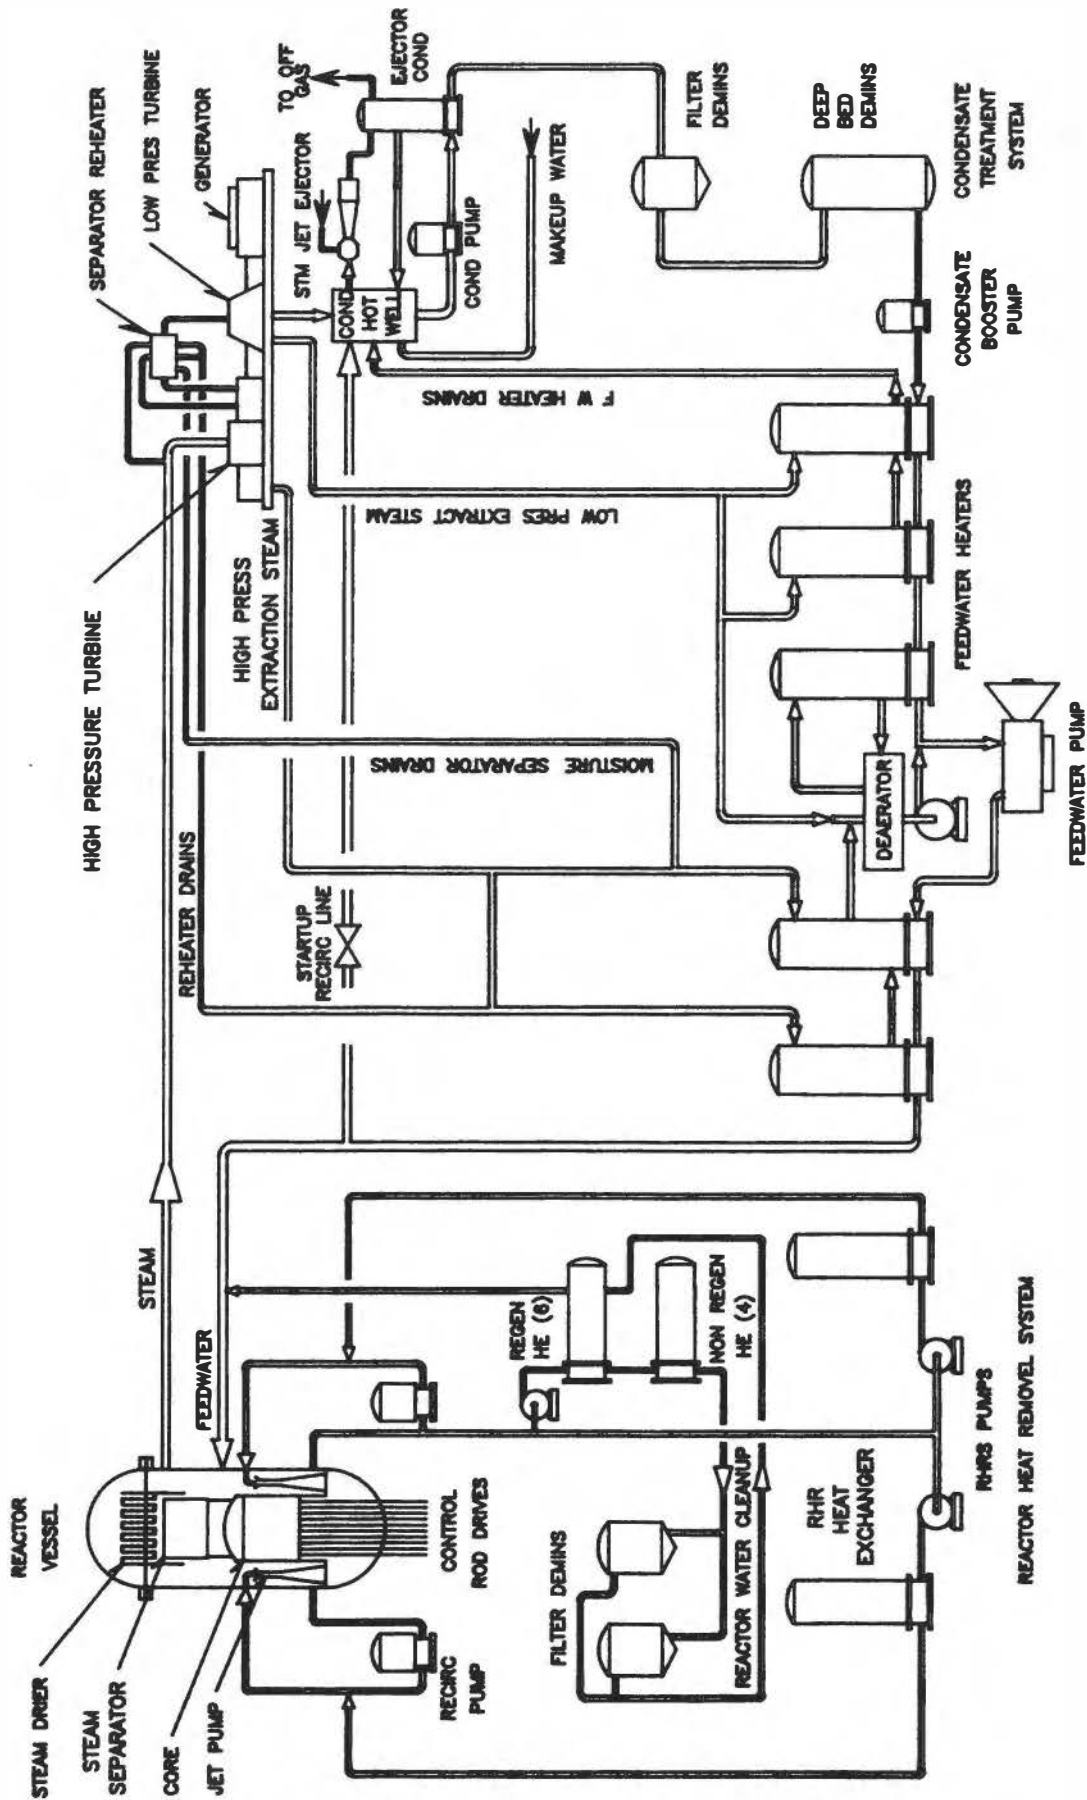 REACTOR
VESSEL
STEAM DRIER
STEAM
SEPARATOR
CORE
JET PUMP
STEAM
FEEDWATER
HIGH PRESSURE TURBINE
SEPARATOR REHEATER
LOW PRES TURBINE
GENERATOR
REHEATER DRAINS
HIGH PRESS
EXTRACTION STEAM
STM JET EJECTOR
TO OFF
GAS
EJECTOR
COND
STARTUP
RECIRC LINE
COND
HOT
WELL
COND PUMP
RECIRC
PUMP
CONTROL
ROD DRIVES
MOISTURE SEPARATOR DRAINS
LOW PRES EXTRACT STEAM
F W HEATER DRAINS
MAKEUP WATER
REGEN
HE (6)
NON REGEN
HE (4)
FILTER DEMINS
REACTOR WATER CLEANUP
FILTER
DEMINS
DEEP
BED
DEMINS
RHR
HEAT
EXCHANGER
DEAERATOR
FEEDWATER HEATERS
CONDENSATE
BOOSTER
PUMP
CONDENSATE
TREATMENT
SYSTEM
RHRS PUMPS
REACTOR HEAT REMOVEL SYSTEM
FEEDWATER PUMP